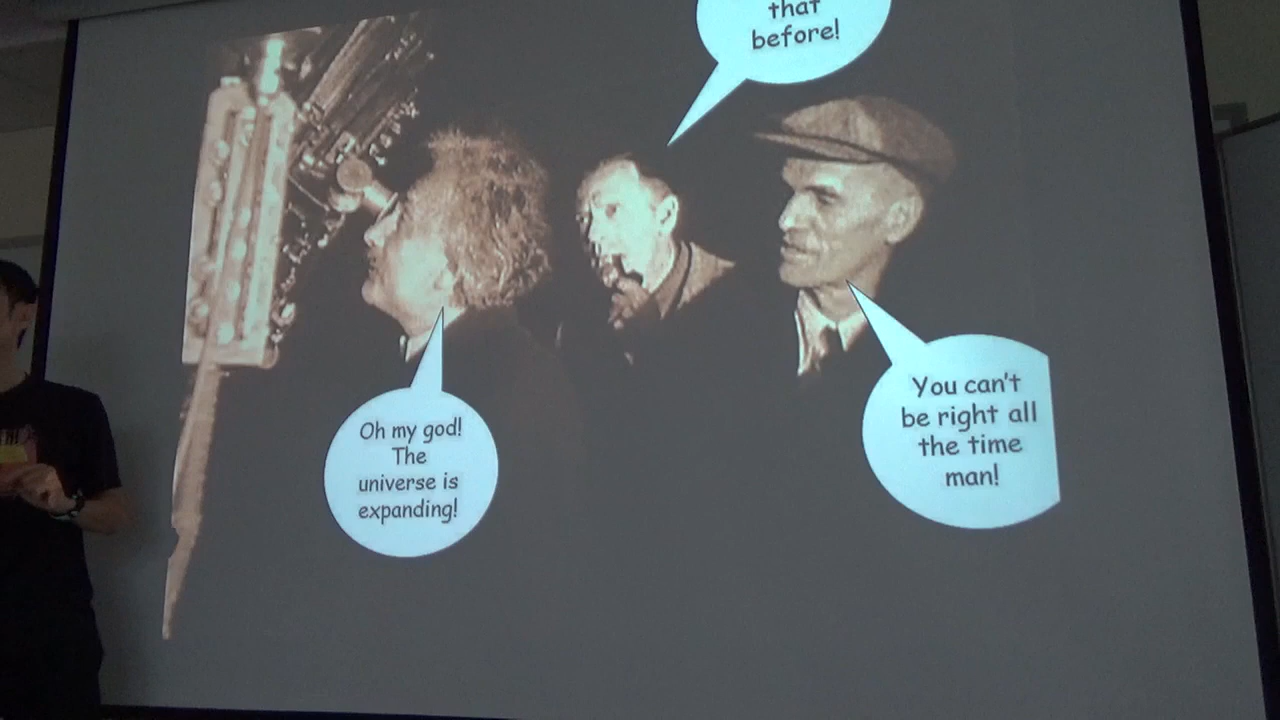 that
before!
Oh my god!
The
universe is
expanding!
You can't
be right all
the time
man!